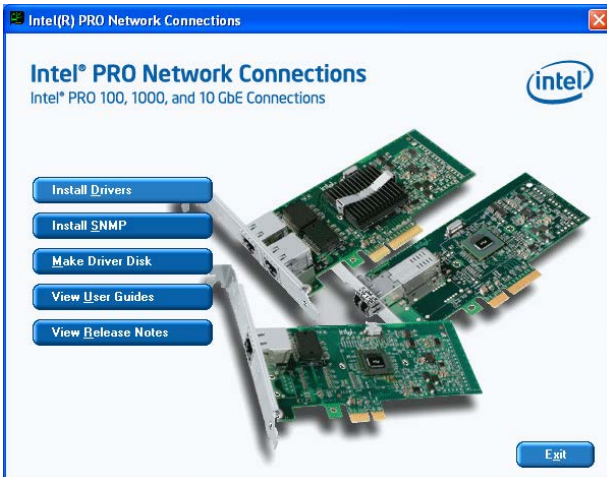 Intel(R) PRO Network Connections
Intel® PRO Network Connections
Intel® PRO 100, 1000, and 10 GbE Connections
intel
Install Drivers
Install SNMP
Make Driver Disk
View User Guides
View Release Notes
Exit